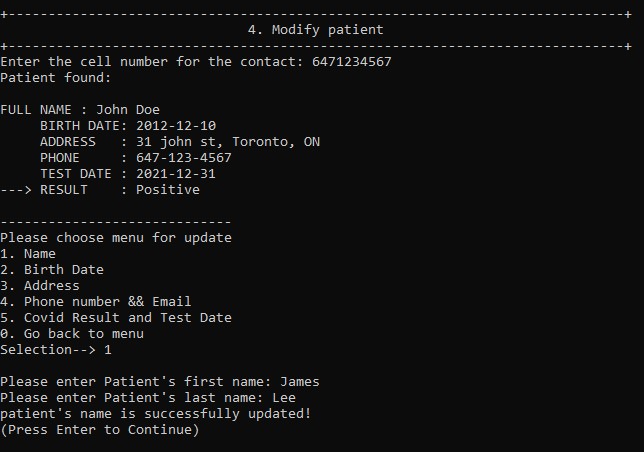 +-----------------------------------------------------------------------------+
4. Modify patient
+-----------------------------------------------------------------------------+
Enter the cell number for the contact: 6471234567
Patient found:
FULL NAME : John Doe
BIRTH DATE: 2012-12-10
ADDRESS   : 31 john st, Toronto, ON
PHONE     : 647-123-4567
TEST DATE : 2021-12-31
---> RESULT    : Positive
-----------------------------
Please choose menu for update
1. Name
2. Birth Date
3. Address
4. Phone number && Email
5. Covid Result and Test Date
0. Go back to menu
Selection--> 1
Please enter Patient's first name: James
Please enter Patient's last name: Lee
patient's name is successfully updated!
(Press Enter to Continue)